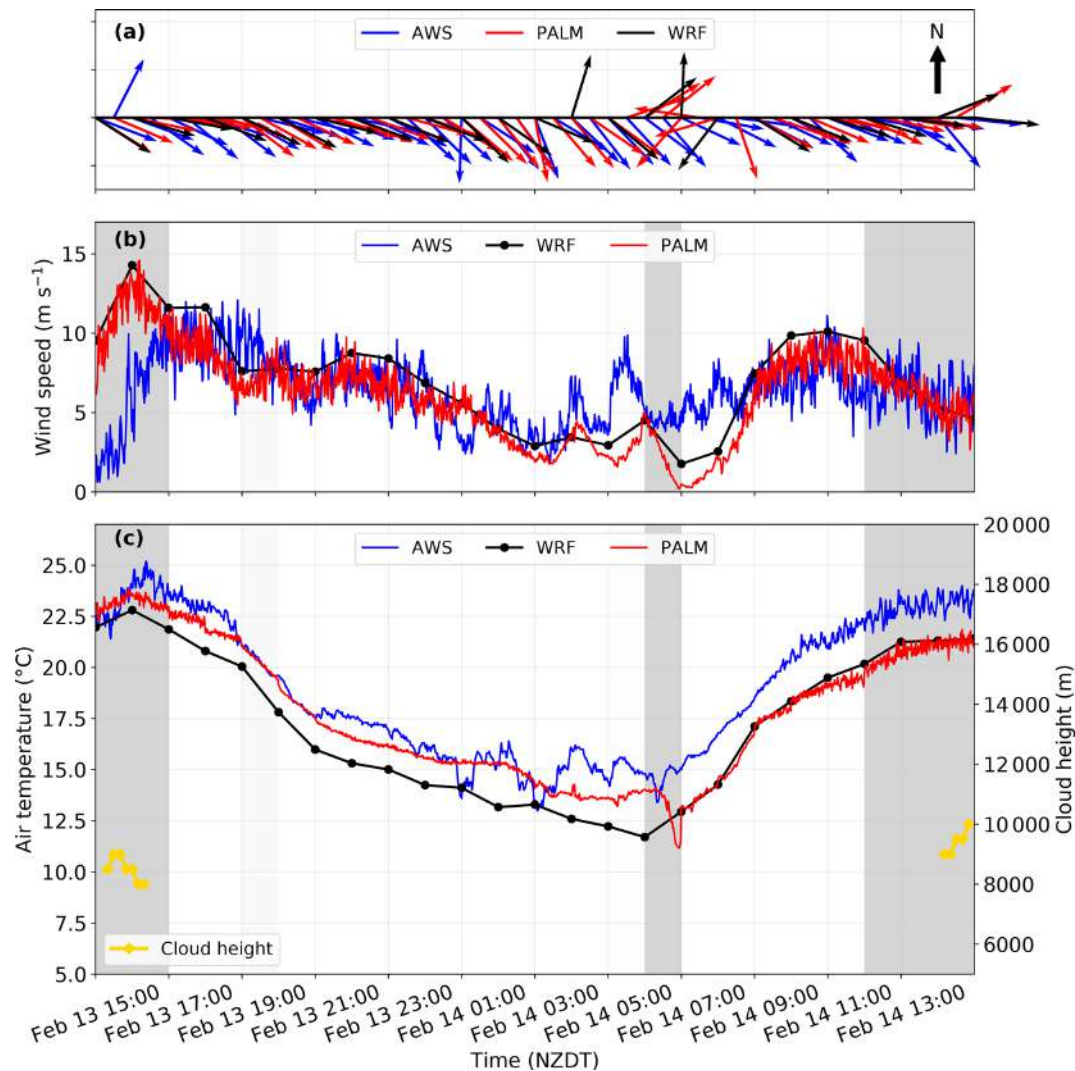 (a)
AWS PALM WRF
N
(b)
AWS WRF PALM
15
10
5
0
Wind speed (m s⁻¹)
(c)
AWS WRF PALM
25.0
22.5
20.0
17.5
15.0
12.5
10.0
7.5
5.0
Air temperature (°C)
20 000
18 000
16 000
14 000
12 000
10 000
8000
6000
Cloud height (m)
Cloud height
Feb 13 15:00
Feb 13 17:00
Feb 13 19:00
Feb 13 21:00
Feb 13 23:00
Feb 14 01:00
Feb 14 03:00
Feb 14 05:00
Feb 14 07:00
Feb 14 09:00
Feb 14 11:00
Feb 14 13:00
Time (NZDT)